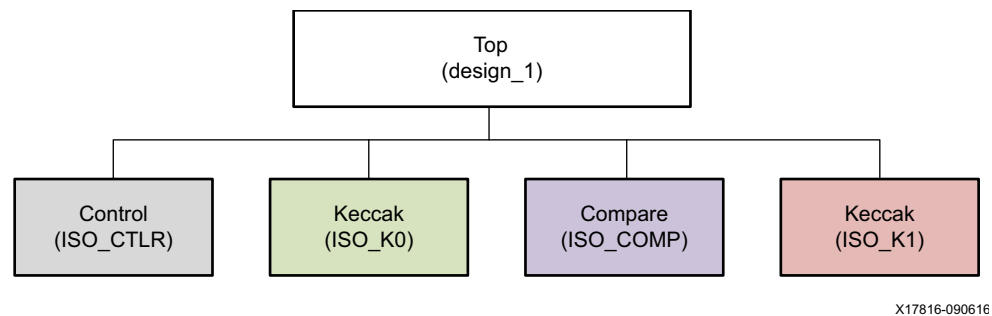 Top
(design_1)
Control
(ISO_CTLR)
Keccak
(ISO_K0)
Compare
(ISO_COMP)
Keccak
(ISO_K1)
X17816-090616